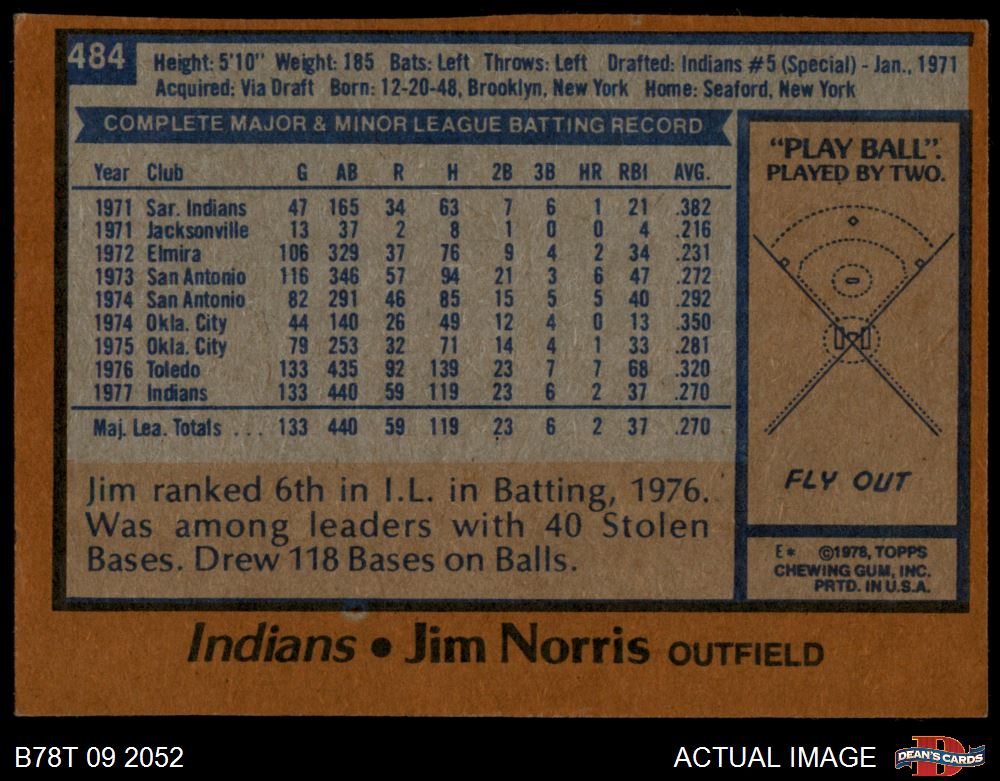 484
Height: 5'10" Weight: 185 Bats: Left Throws: Left Drafted: Indians #5 (Special) - Jan., 1971
Acquired: Via Draft Born: 12-20-48, Brooklyn, New York Home: Seaford, New York
COMPLETE MAJOR & MINOR LEAGUE BATTING RECORD
Year Club G AB R H 2B 3B HR RBI AVG.
1971 Sar. Indians 47 165 34 63 7 6 1 21 .382
1971 Jacksonville 13 37 2 8 1 0 0 4 .216
1972 Elmira 106 329 37 76 9 4 2 34 .231
1973 San Antonio 116 346 57 94 21 3 6 47 .272
1974 San Antonio 82 291 46 85 15 5 5 40 .292
1974 Okla. City 44 140 26 49 12 4 0 13 .350
1975 Okla. City 79 253 32 71 14 4 1 33 .281
1976 Toledo 133 435 92 139 23 7 7 68 .320
1977 Indians 133 440 59 119 23 6 2 37 .270
Maj. Lea. Totals ... 133 440 59 119 23 6 2 37 .270
Jim ranked 6th in I.L. in Batting, 1976.
Was among leaders with 40 Stolen
Bases. Drew 118 Bases on Balls.
"PLAY BALL".
PLAYED BY TWO.
FLY OUT
E* ©1978, TOPPS
CHEWING GUM, INC.
PRTD. IN U.S.A.
Indians • Jim Norris OUTFIELD
B78T 09 2052
ACTUAL IMAGE
D
DEAN'S CARDS